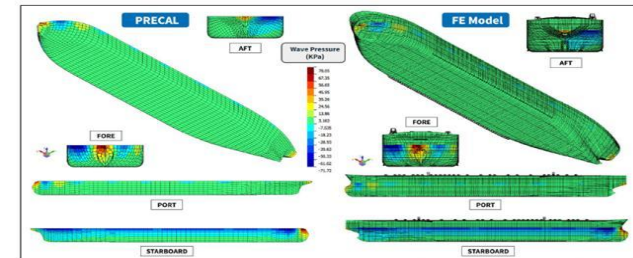 PRECAL
FE Model
AFT
Wave Pressure
(KPa)
AFT
FORE
FORE
PORT
PORT
STARBOARD
STARBOARD